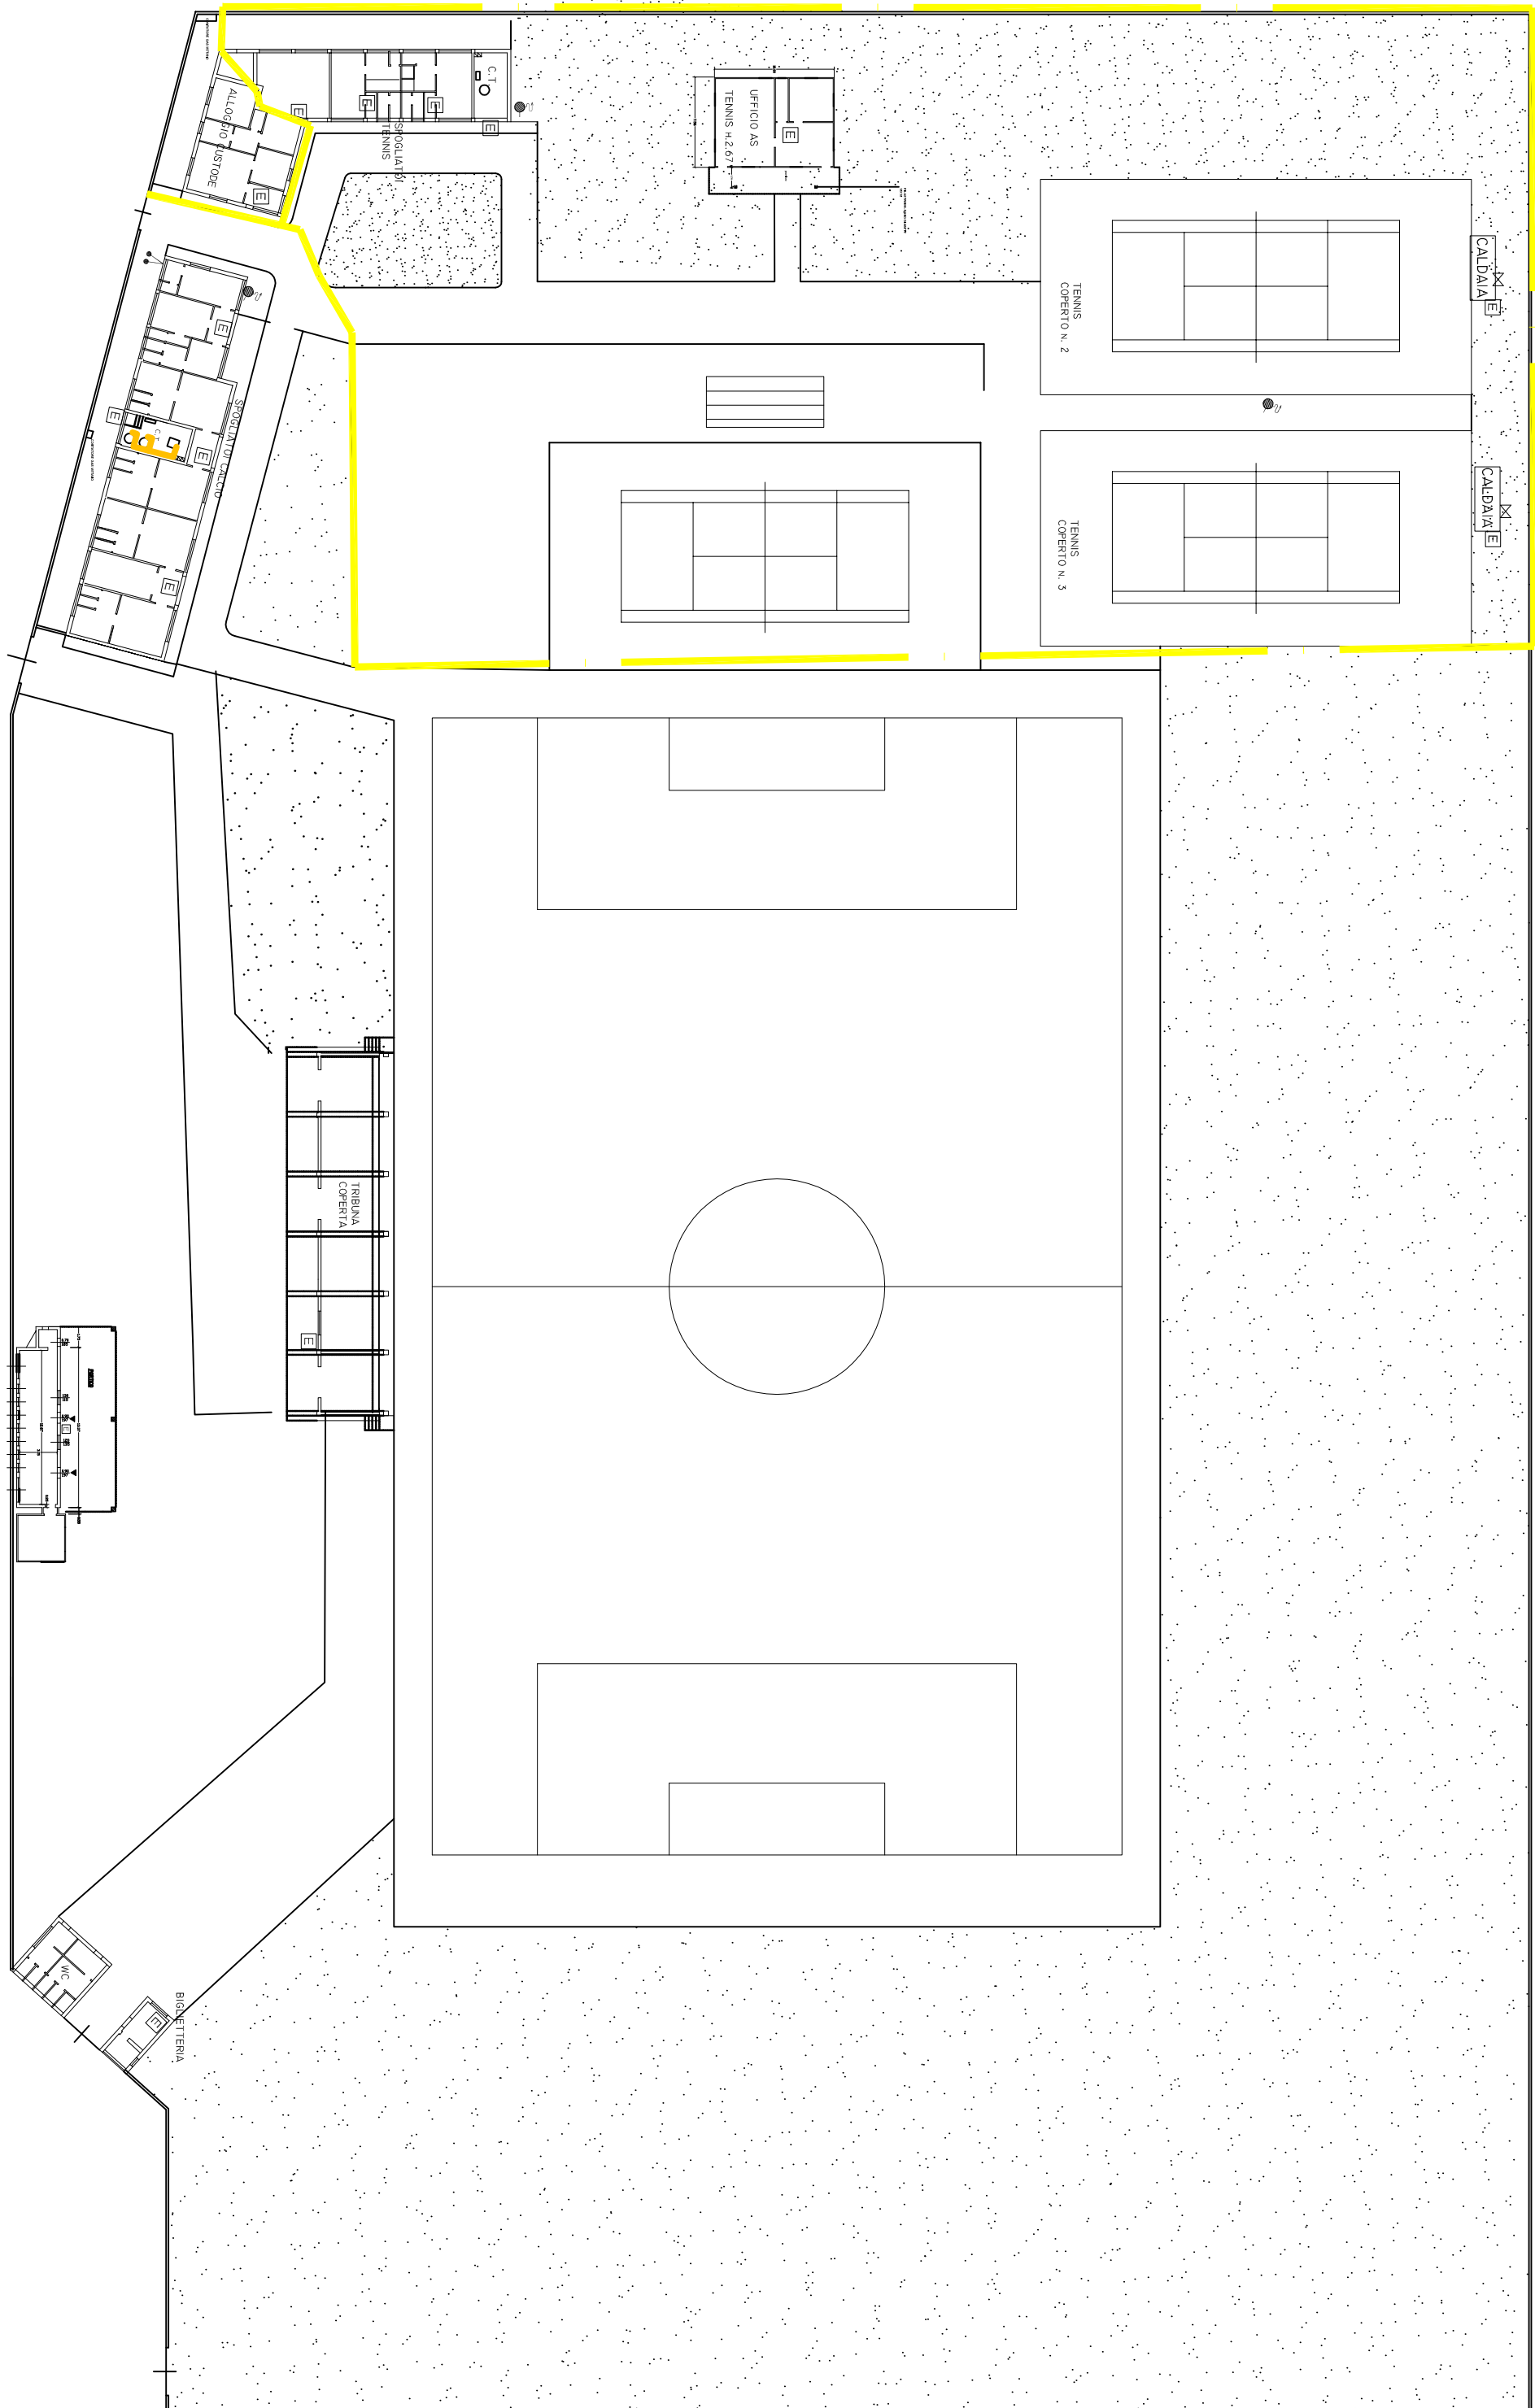 C.T.
E
E
E
E
SPOGLIATOI
TENNIS
ALLOGGIO CUSTODE
E
UFFICIO AS
TENNIS H.2.67
E
CALDAIA
E
TENNIS
COPERTO N. 2
CALDAIA
E
TENNIS
COPERTO N. 3
E
SPOGLIATOI CALCIO
E
C.T.
E
E
TRIBUNA
COPERTA
E
E
WC
BIGLIETTERIA
E